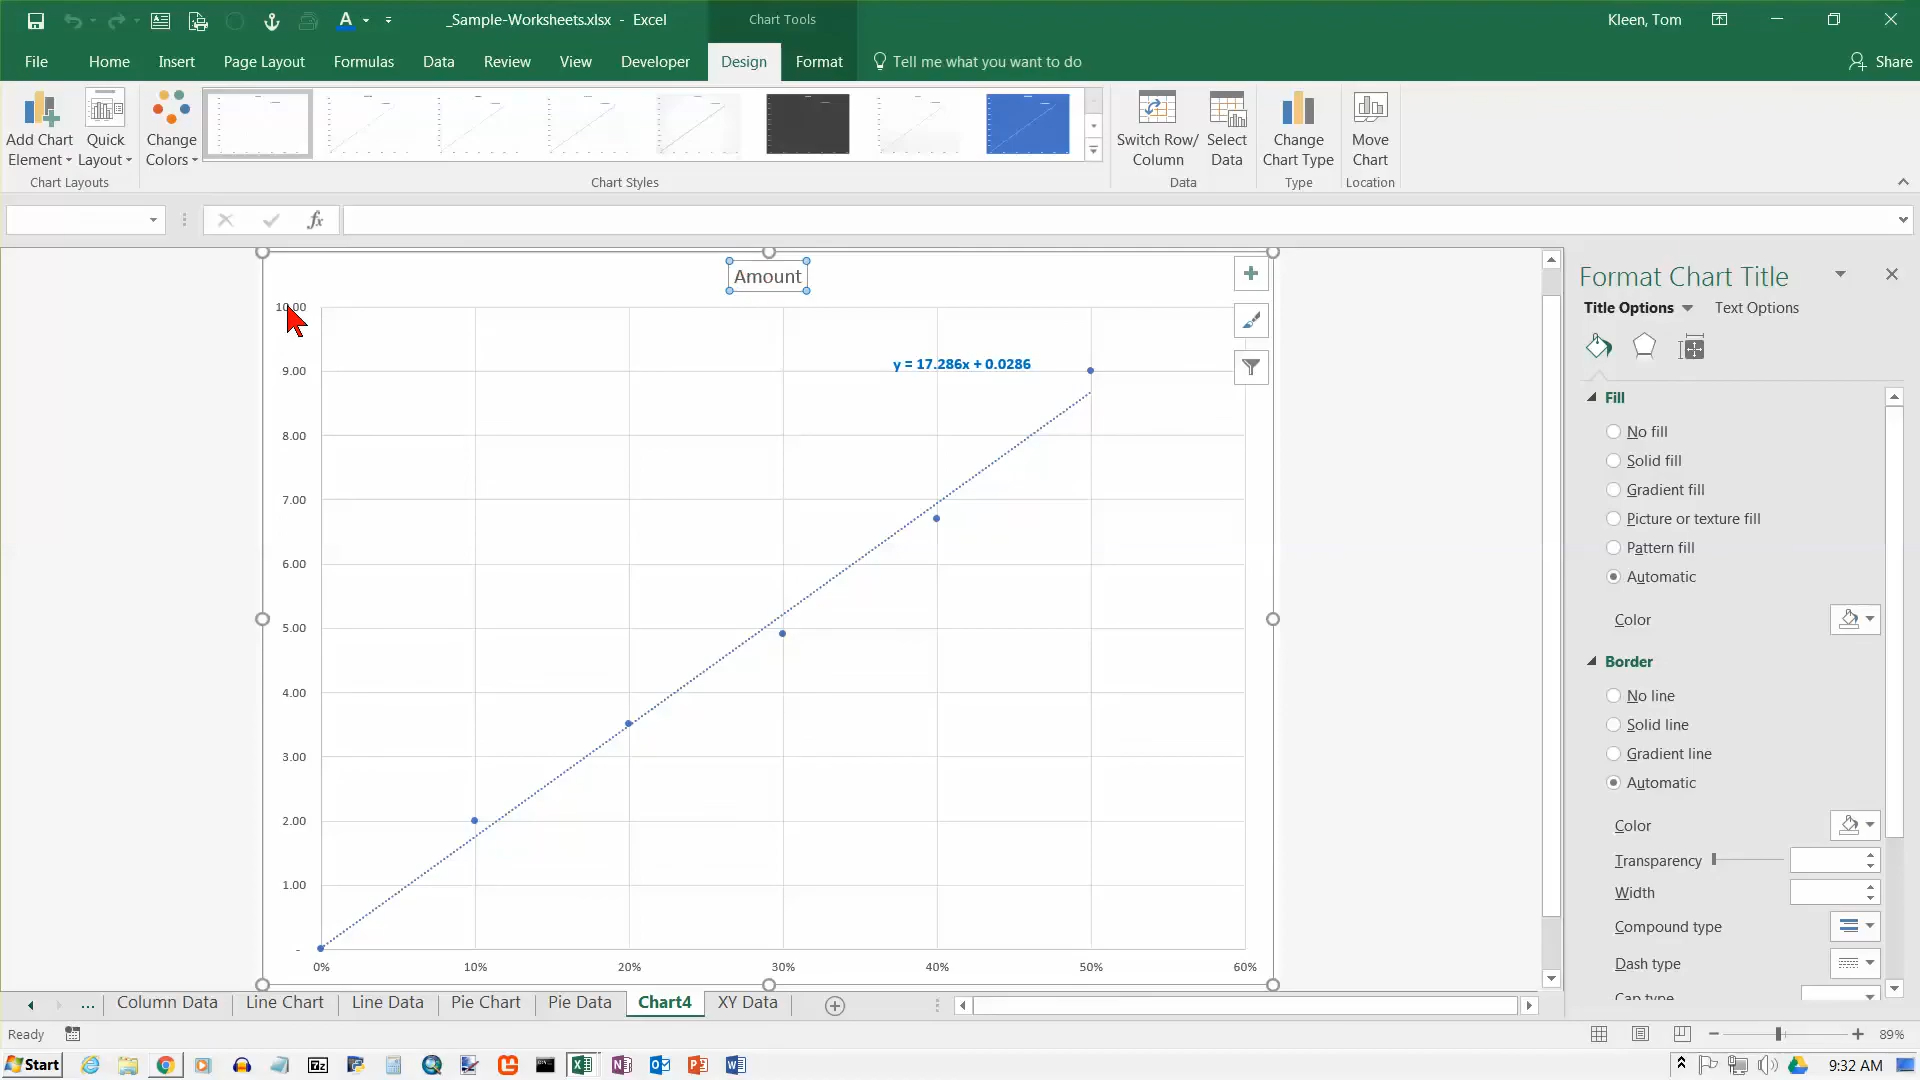 _Sample-Worksheets.xlsx - Excel
Chart Tools
Kleen, Tom
File
Home
Insert
Page Layout
Formulas
Data
Review
View
Developer
Design
Format
Tell me what you want to do
Share
Add Chart
Element
Quick
Layout
Change
Colors
Switch Row/
Column
Select
Data
Change
Chart Type
Move
Chart
Chart Layouts
Chart Styles
Data
Type
Location
fx
Amount
10.00
9.00
8.00
7.00
6.00
5.00
4.00
3.00
2.00
1.00
-
y = 17.286x + 0.0286
0%
10%
20%
30%
40%
50%
60%
Format Chart Title
Title Options
Text Options
Fill
No fill
Solid fill
Gradient fill
Picture or texture fill
Pattern fill
Automatic
Color
Border
No line
Solid line
Gradient line
Automatic
Color
Transparency
Width
Compound type
Dash type
Cap type
...
Column Data
Line Chart
Line Data
Pie Chart
Pie Data
Chart4
XY Data
Ready
89%
Start
9:32 AM